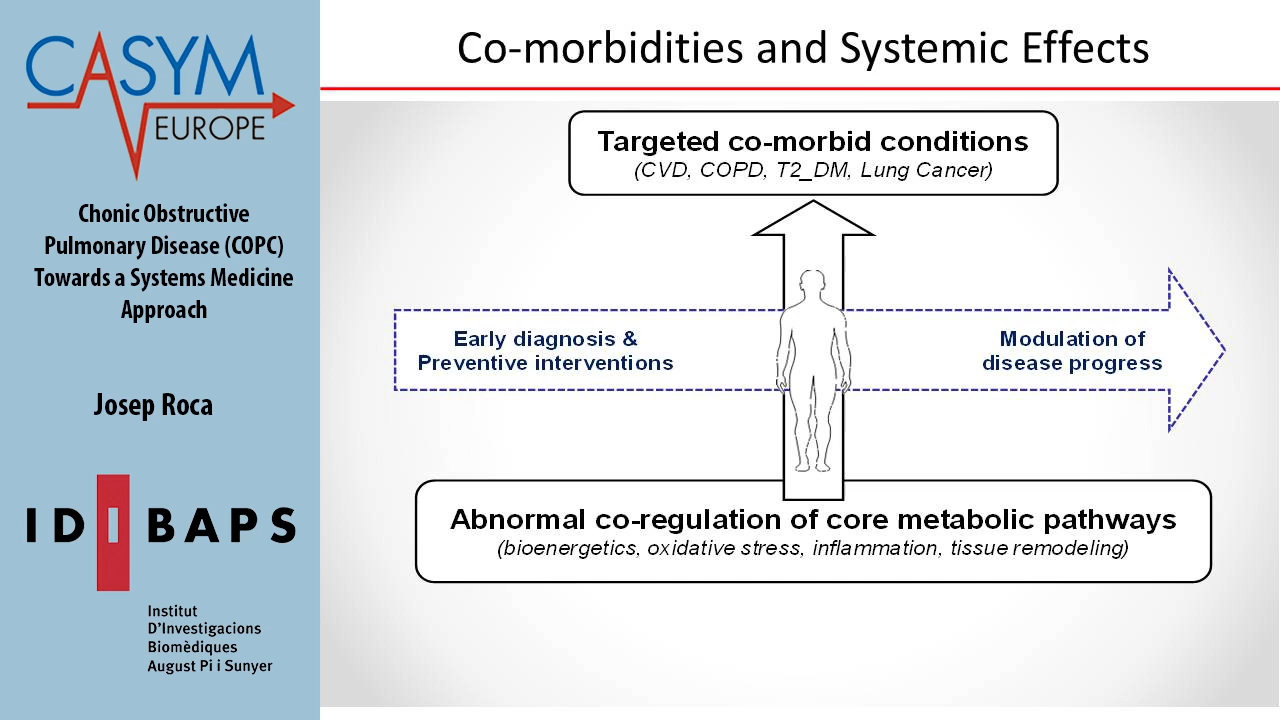 CASYM
EUROPE
Chonic Obstructive
Pulmonary Disease (COPC)
Towards a Systems Medicine
Approach
Josep Roca
IDIBAPS
Institut
D'Investigacions
Biomèdiques
August Pi i Sunyer
Co-morbidities and Systemic Effects
Targeted co-morbid conditions
(CVD, COPD, T2_DM, Lung Cancer)
Early diagnosis &
Preventive interventions
Modulation of
disease progress
Abnormal co-regulation of core metabolic pathways
(bioenergetics, oxidative stress, inflammation, tissue remodeling)